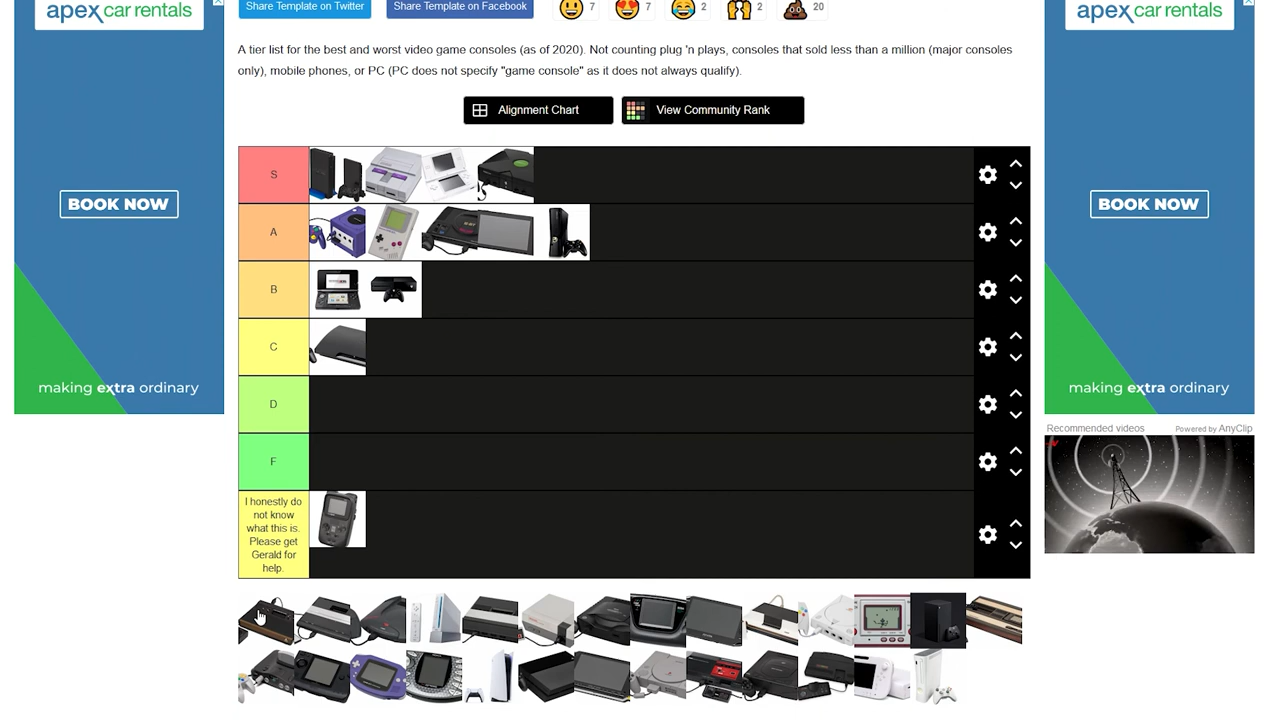 apex car rentals
Share Template on Twitter
Share Template on Facebook
7
7
2
2
20
apex car rentals
A tier list for the best and worst video game consoles (as of 2020). Not counting plug 'n plays, consoles that sold less than a million (major consoles
only), mobile phones, or PC (PC does not specify "game console" as it does not always qualify).
Alignment Chart
View Community Rank
S
BOOK NOW
A
BOOK NOW
B
C
making extra ordinary
making extra ordinary
D
Recommended videos
Powered by AnyClip
F
I honestly do
not know
what this is.
Please get
Gerald for
help.